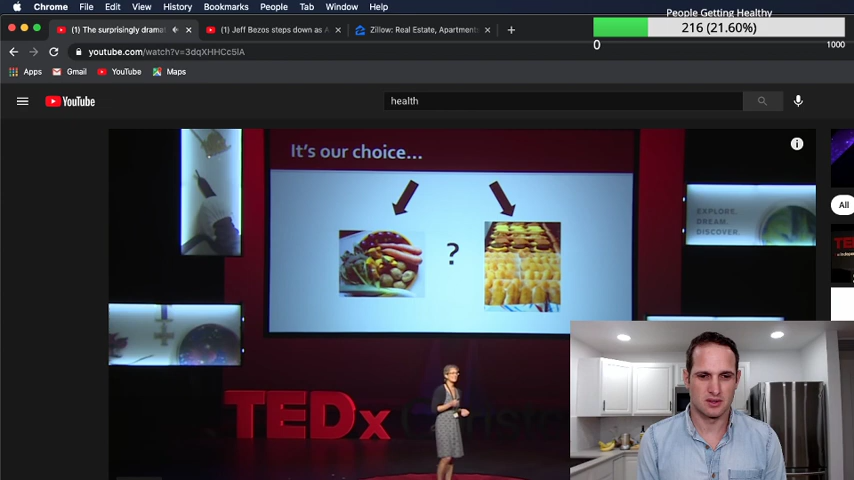 Chrome File Edit View History Bookmarks People Tab Window Help
People Getting Healthy
216 (21.60%)
0
1000
(1) The surprisingly dramat
(1) Jeff Bezos steps down as A
Zillow: Real Estate, Apartment
youtube.com/watch?v=3dqXHHCc5lA
Apps Gmail YouTube Maps
YouTube
health
It's our choice...
?
EXPLORE.
DREAM.
DISCOVER.
All
TED
TEDx